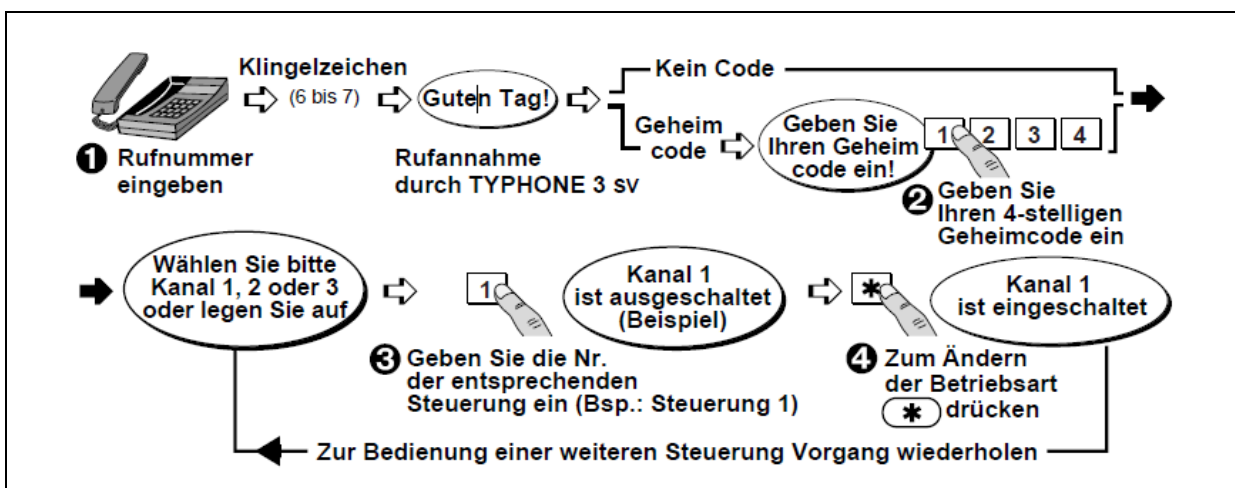 Klingelzeichen
(6 bis 7)
Guten Tag!
Kein Code
Geheim
code
Geben Sie
Ihren Geheim
code ein!
1 2 3 4
❶ Rufnummer
eingeben
Rufannahme
durch TYPHONE 3 SV
❷ Geben Sie
Ihren 4-stelligen
Geheimcode ein
Wählen Sie bitte
Kanal 1, 2 oder 3
oder legen Sie auf
1
Kanal 1
ist ausgeschaltet
(Beispiel)
*
Kanal 1
ist eingeschaltet
❸ Geben Sie die Nr.
der entsprechenden
Steuerung ein (Bsp.: Steuerung 1)
❹ Zum Ändern
der Betriebsart
* drücken
Zur Bedienung einer weiteren Steuerung Vorgang wiederholen